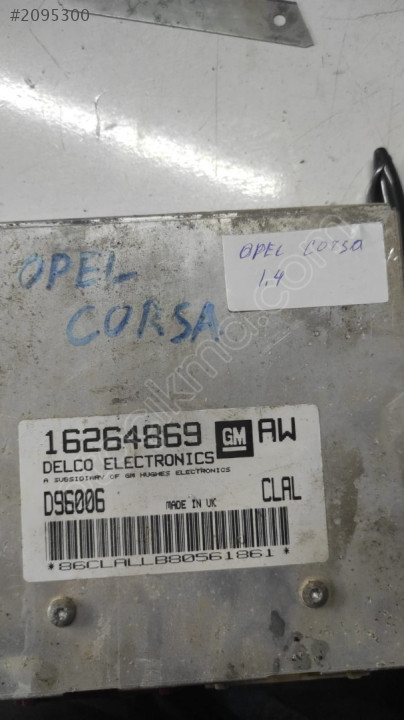 #2095300
OPEL
CORSA
OPEL CORSA
1.4
16264869 GM AW
DELCO ELECTRONICS
A SUBSIDIARY OF GM HUGHES ELECTRONICS
D96006 MADE IN UK CLAL
*86CLALLB80561861*